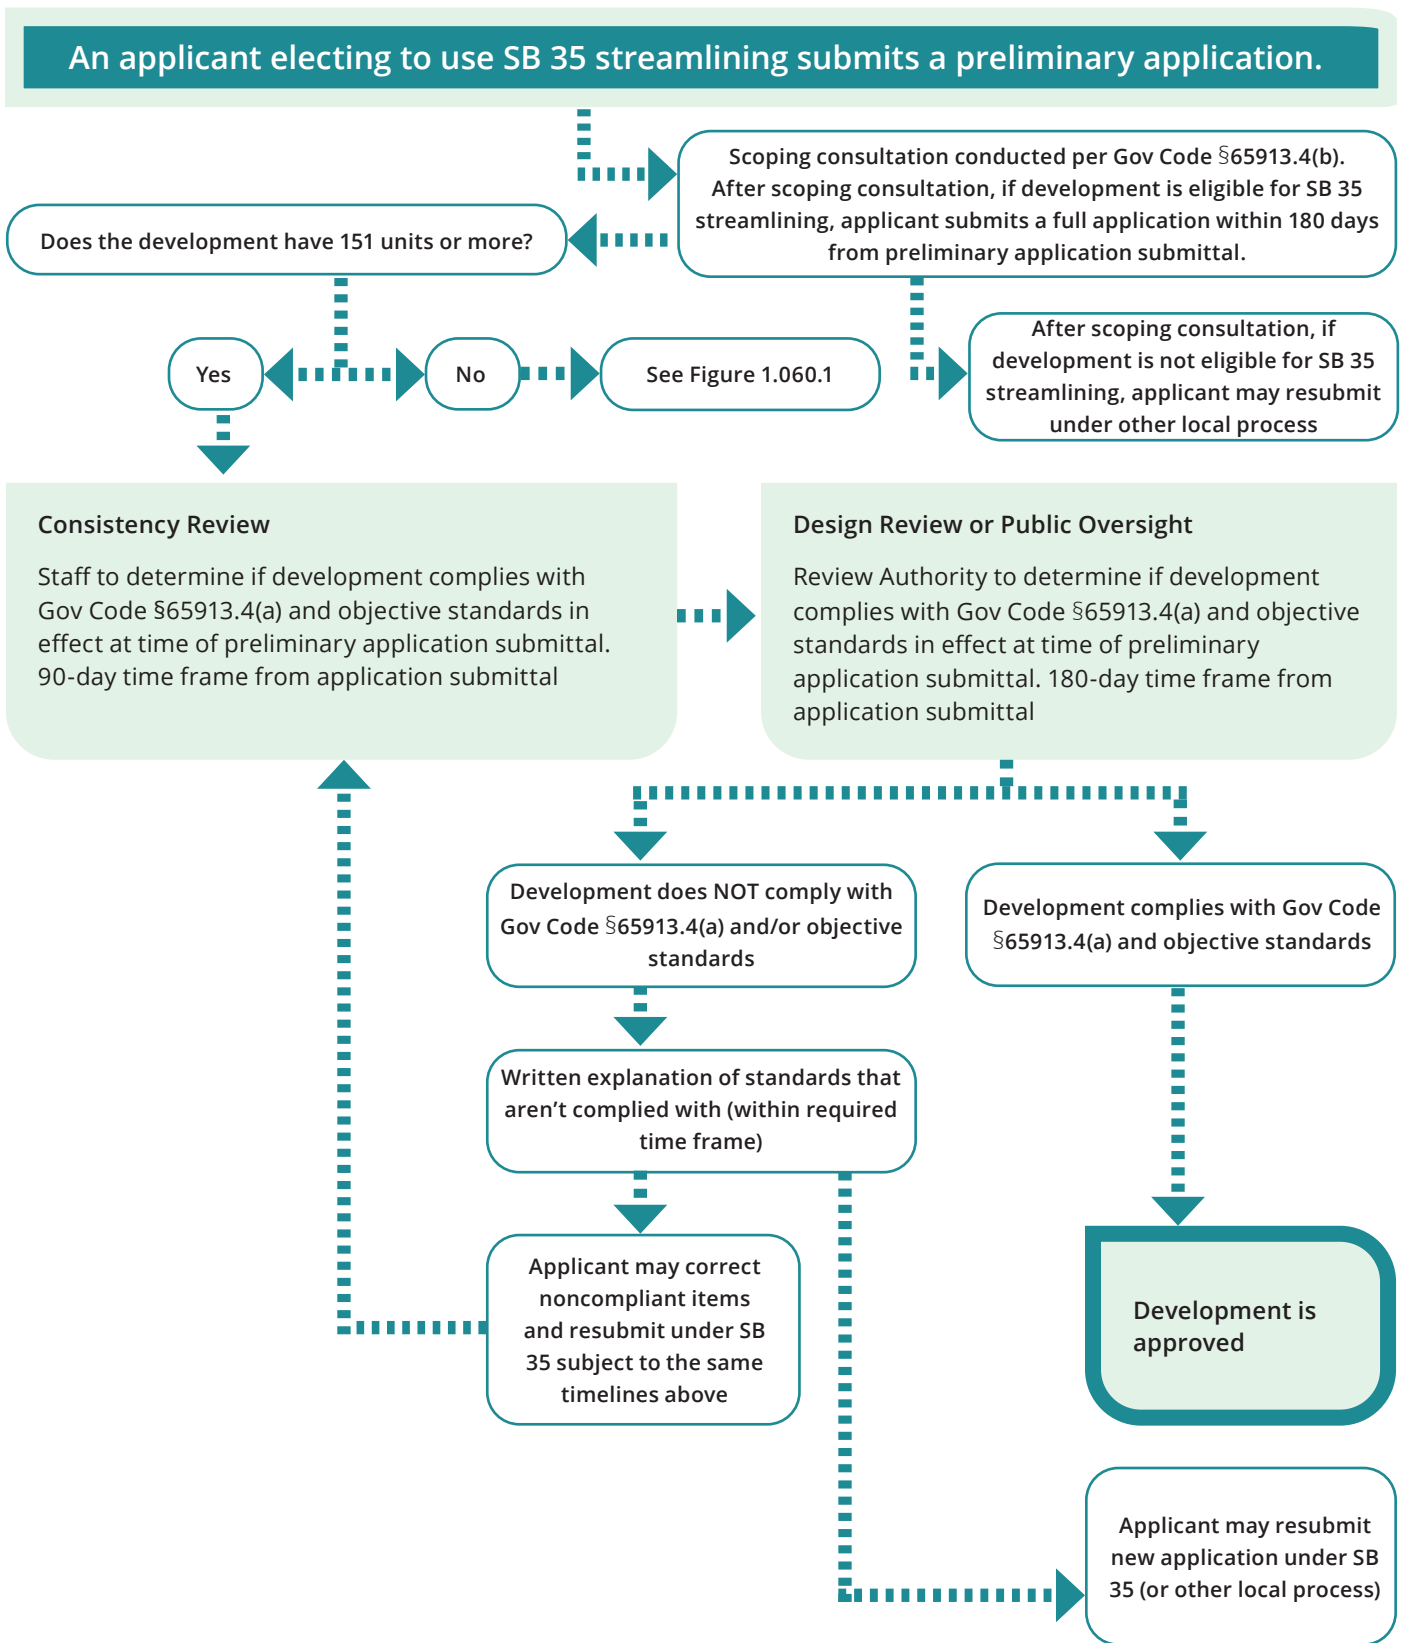 An applicant electing to use SB 35 streamlining submits a preliminary application.
Scoping consultation conducted per Gov Code §65913.4(b).
After scoping consultation, if development is eligible for SB 35
streamlining, applicant submits a full application within 180 days
from preliminary application submittal.
Does the development have 151 units or more?
After scoping consultation, if
development is not eligible for SB 35
streamlining, applicant may resubmit
under other local process
Yes
No
See Figure 1.060.1
Consistency Review
Staff to determine if development complies with
Gov Code §65913.4(a) and objective standards in
effect at time of preliminary application submittal.
90-day time frame from application submittal
Design Review or Public Oversight
Review Authority to determine if development
complies with Gov Code §65913.4(a) and objective
standards in effect at time of preliminary
application submittal. 180-day time frame from
application submittal
Development does NOT comply with
Gov Code §65913.4(a) and/or objective
standards
Development complies with Gov Code
§65913.4(a) and objective standards
Written explanation of standards that
aren't complied with (within required
time frame)
Applicant may correct
noncompliant items
and resubmit under SB
35 subject to the same
timelines above
Development is
approved
Applicant may resubmit
new application under SB
35 (or other local process)